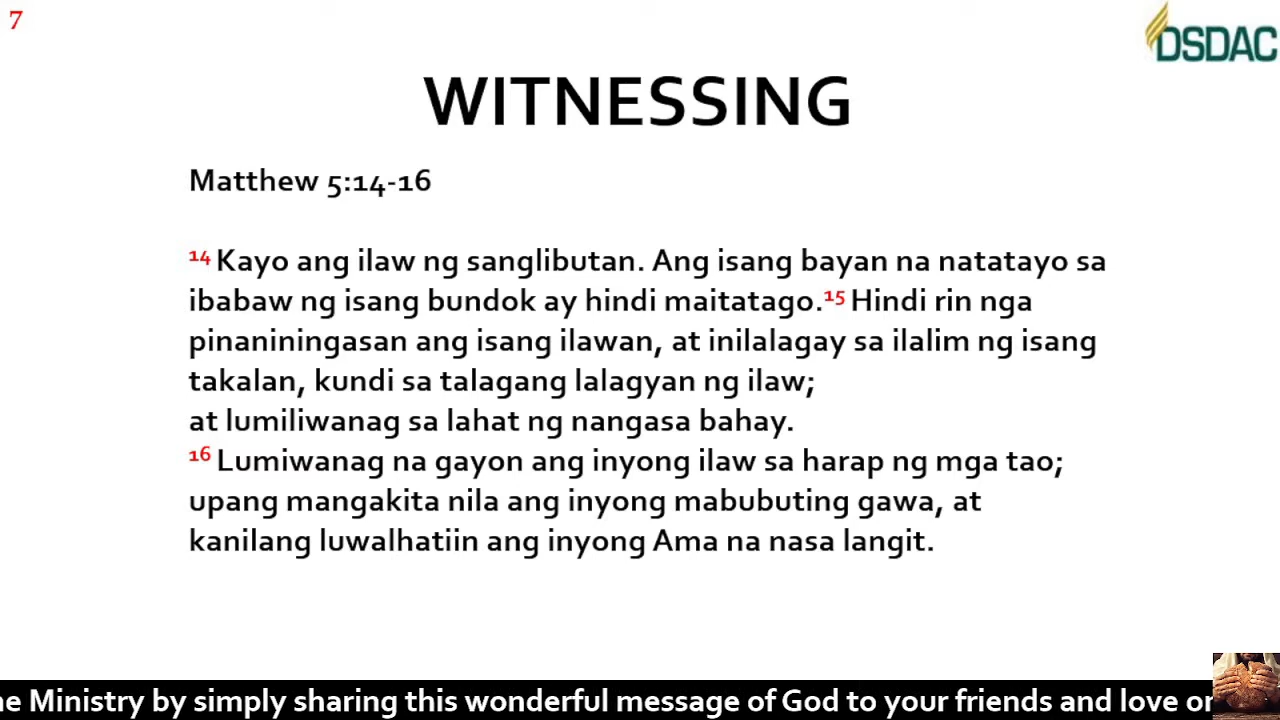 7
DSDAC
WITNESSING
Matthew 5:14-16
14 Kayo ang ilaw ng sanglibutan. Ang isang bayan na natatayo sa
ibabaw ng isang bundok ay hindi maitatago.15 Hindi rin nga
pinaniningasan ang isang ilawan, at inilalagay sa ilalim ng isang
takalan, kundi sa talagang lalagyan ng ilaw;
at lumiliwanag sa lahat ng nangasa bahay.
16 Lumiwanag na gayon ang inyong ilaw sa harap ng mga tao;
upang mangakita nila ang inyong mabubuting gawa, at
kanilang luwalhatiin ang inyong Ama na nasa langit.
Ministry by simply sharing this wonderful message of God to your friends and love